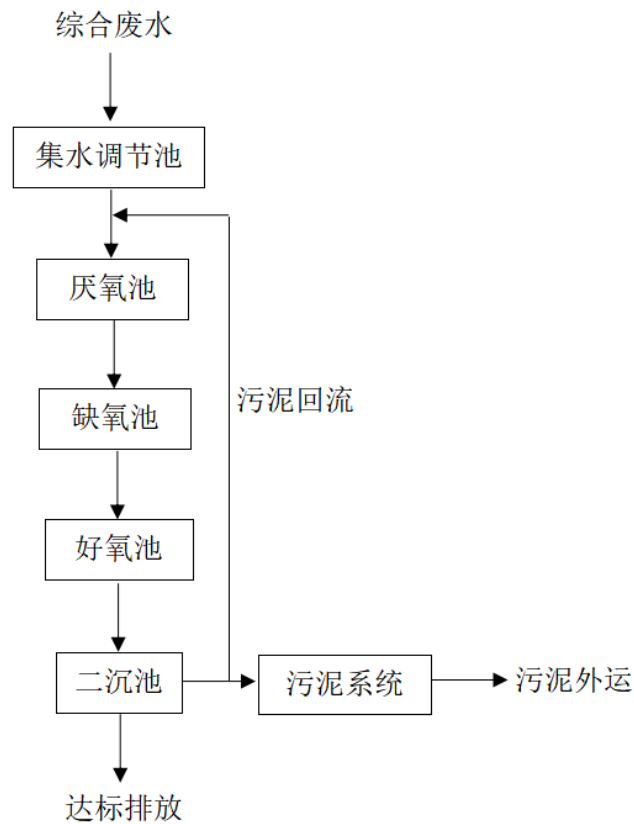 综合废水
集水调节池
厌氧池
缺氧池
污泥回流
好氧池
二沉池
污泥系统
污泥外运
达标排放